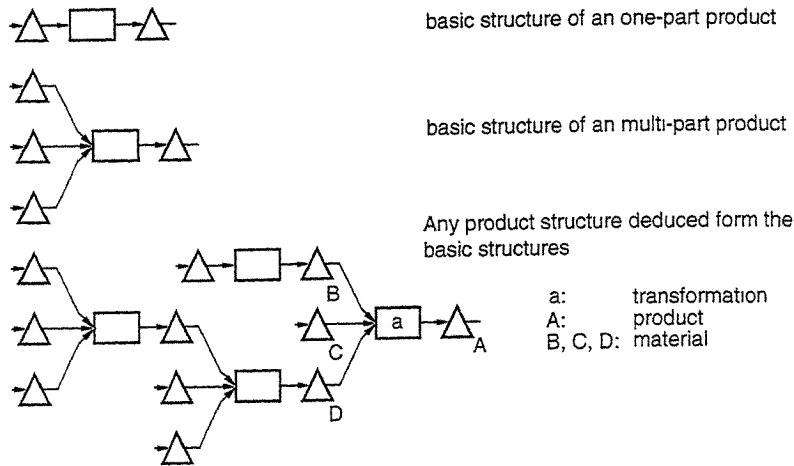 basic structure of an one-part product
basic structure of an multi-part product
Any product structure deduced form the
basic structures
B
a
a: transformation
A: product
C
A
B, C, D: material
D